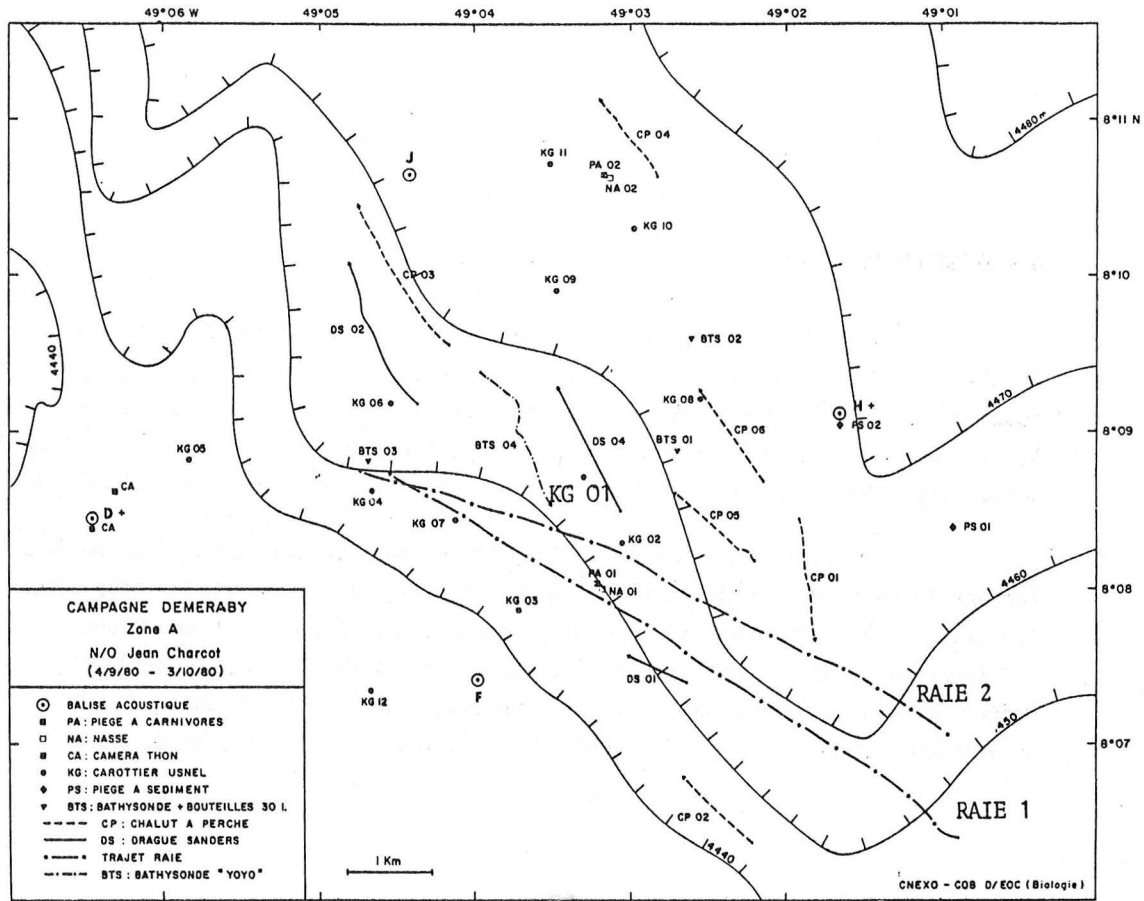 49°06 W
49°05
49°04
49°03
49°02
49°01
8°11 N
4480 m
CP 04
KG 11
PA 02
NA 02
J
KG 10
8°10
CP 03
KG 09
DS 02
BTS 02
4440
4470
KG 06
KG 08
H +
PS 02
8°09
BTS 03
BTS 04
DS 04
BTS 01
CP 06
KG 05
CA
KG 01
KG 04
D +
CA
KG 07
CP 05
KG 02
PS 01
CP 01
4460
PA 01
NA 01
8°08
KG 03
DS 01
F
KG 12
RAIE 2
8°07
RAIE 1
CP 02
4440
CAMPAGNE DEMERABY
Zone A
N/O Jean Charcot
(4/9/80 - 3/10/80)
BALISE ACOUSTIQUE
PA : PIEGE A CARNIVORES
NA : NASSE
CA : CAMERA THON
KG : CAROTTIER USNEL
PS : PIEGE A SEDIMENT
BTS : BATHYSONDE + BOUTEILLES 30 l.
CP : CHALUT A PERCHE
DS : DRAGUE SANDERS
TRAJET RAIE
BTS : BATHYSONDE "YOYO"
1 Km
CNEXO - COB D/EOC (Biologie)